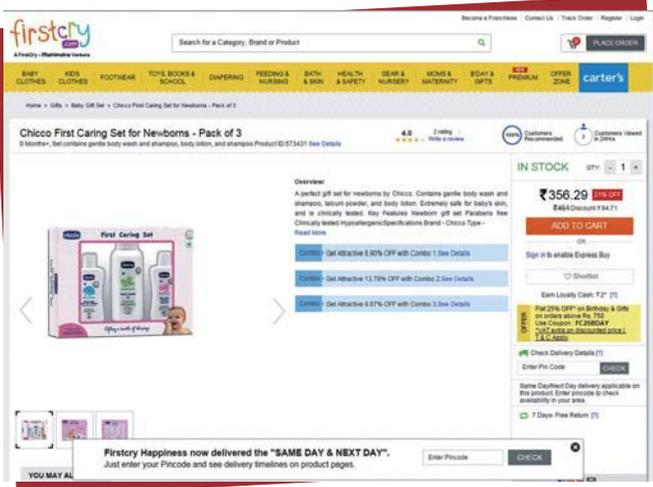 Become a Franchisee | Contact Us | Track Order | Register | Login
firstcry
.com
A FirstCry - Mahindra Venture
Search for a Category, Brand or Product
PLACE ORDER
BABY CLOTHES
KIDS CLOTHES
FOOTWEAR
TOYS, BOOKS & SCHOOL
DIAPERING
FEEDING & NURSING
BATH & SKIN
HEALTH & SAFETY
GEAR & NURSERY
MOMS & MATERNITY
B'DAY & GIFTS
NEW
PREMIUM
OFFER ZONE
carter's
Home > Gifts > Baby Gift Set > Chicco First Caring Set for Newborns - Pack of 3
Chicco First Caring Set for Newborns - Pack of 3
0 Months+, Set contains gentle body wash and shampoo, body lotion, and shampoo Product ID:573431 See Details
4.0
2 rating
Write a review
100%
Customers Recommended
Customers Viewed in 24hrs
Overview:
A perfect gift set for newborns by Chicco. Contains gentle body wash and
shampoo, talcum powder, and body lotion. Extremely safe for baby's skin,
and is clinically tested. Key Features Newborn gift set Parabens free
Clinically tested HypoallergenicSpecifications Brand - Chicco Type -
Read More
Combo Get Attractive 8.90% OFF with Combo 1.See Details
Combo Get Attractive 13.78% OFF with Combo 2.See Details
Combo Get Attractive 9.87% OFF with Combo 3.See Details
chicco
First Caring Set
IN STOCK
QTY: - 1 +
₹356.29 21% OFF
₹451 Discount ₹94.71
ADD TO CART
OR
Sign in to enable Express Buy
Shortlist
Earn Loyalty Cash: ₹2* [?]
OFFER
Flat 25% OFF* on Birthday & Gifts
on orders above Rs. 750
Use Coupon : FC25BDAY
*VAT extra on discounted price |
T & C Apply
Check Delivery Details [?]
Enter Pin Code
CHECK
Same Day/Next Day delivery applicable on
this product. Enter pincode to check
availability in your area.
7 Days- Free Return [?]
Firstcry Happiness now delivered the "SAME DAY & NEXT DAY".
Just enter your Pincode and see delivery timelines on product pages.
Enter Pincode
CHECK
YOU MAY AL